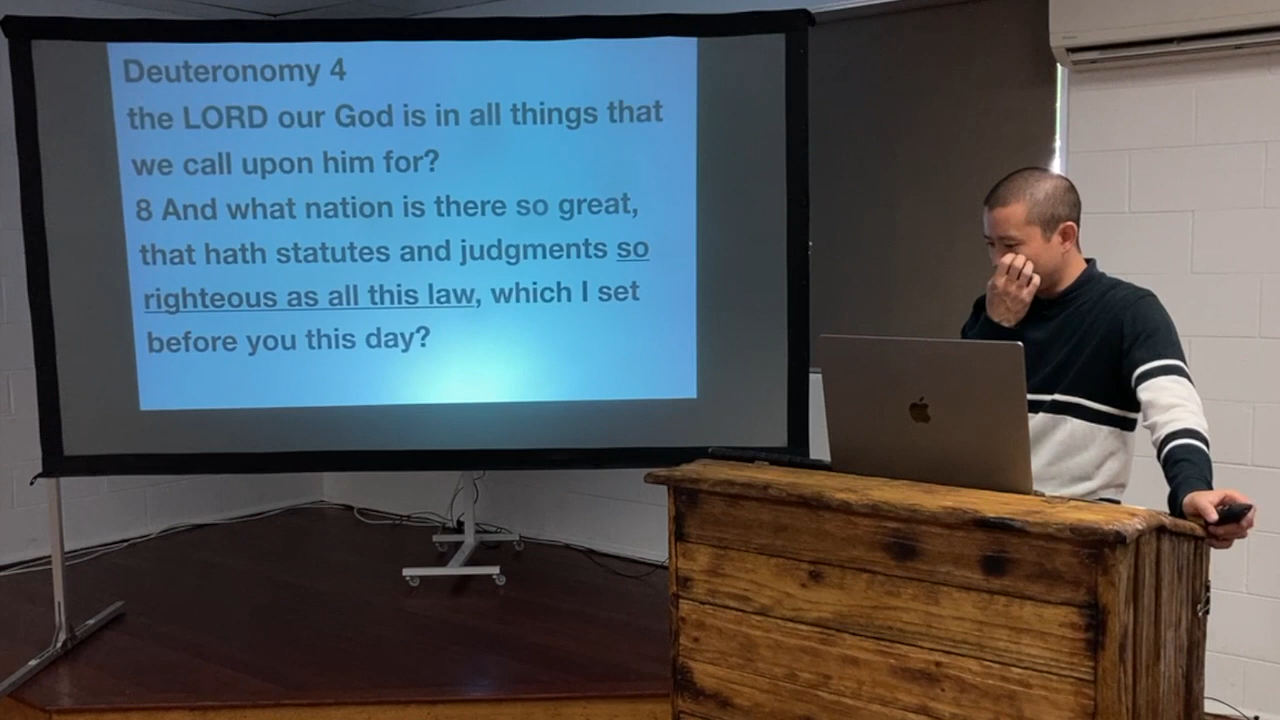 Deuteronomy 4
the LORD our God is in all things that
we call upon him for?
8 And what nation is there so great,
that hath statutes and judgments so
righteous as all this law, which I set
before you this day?